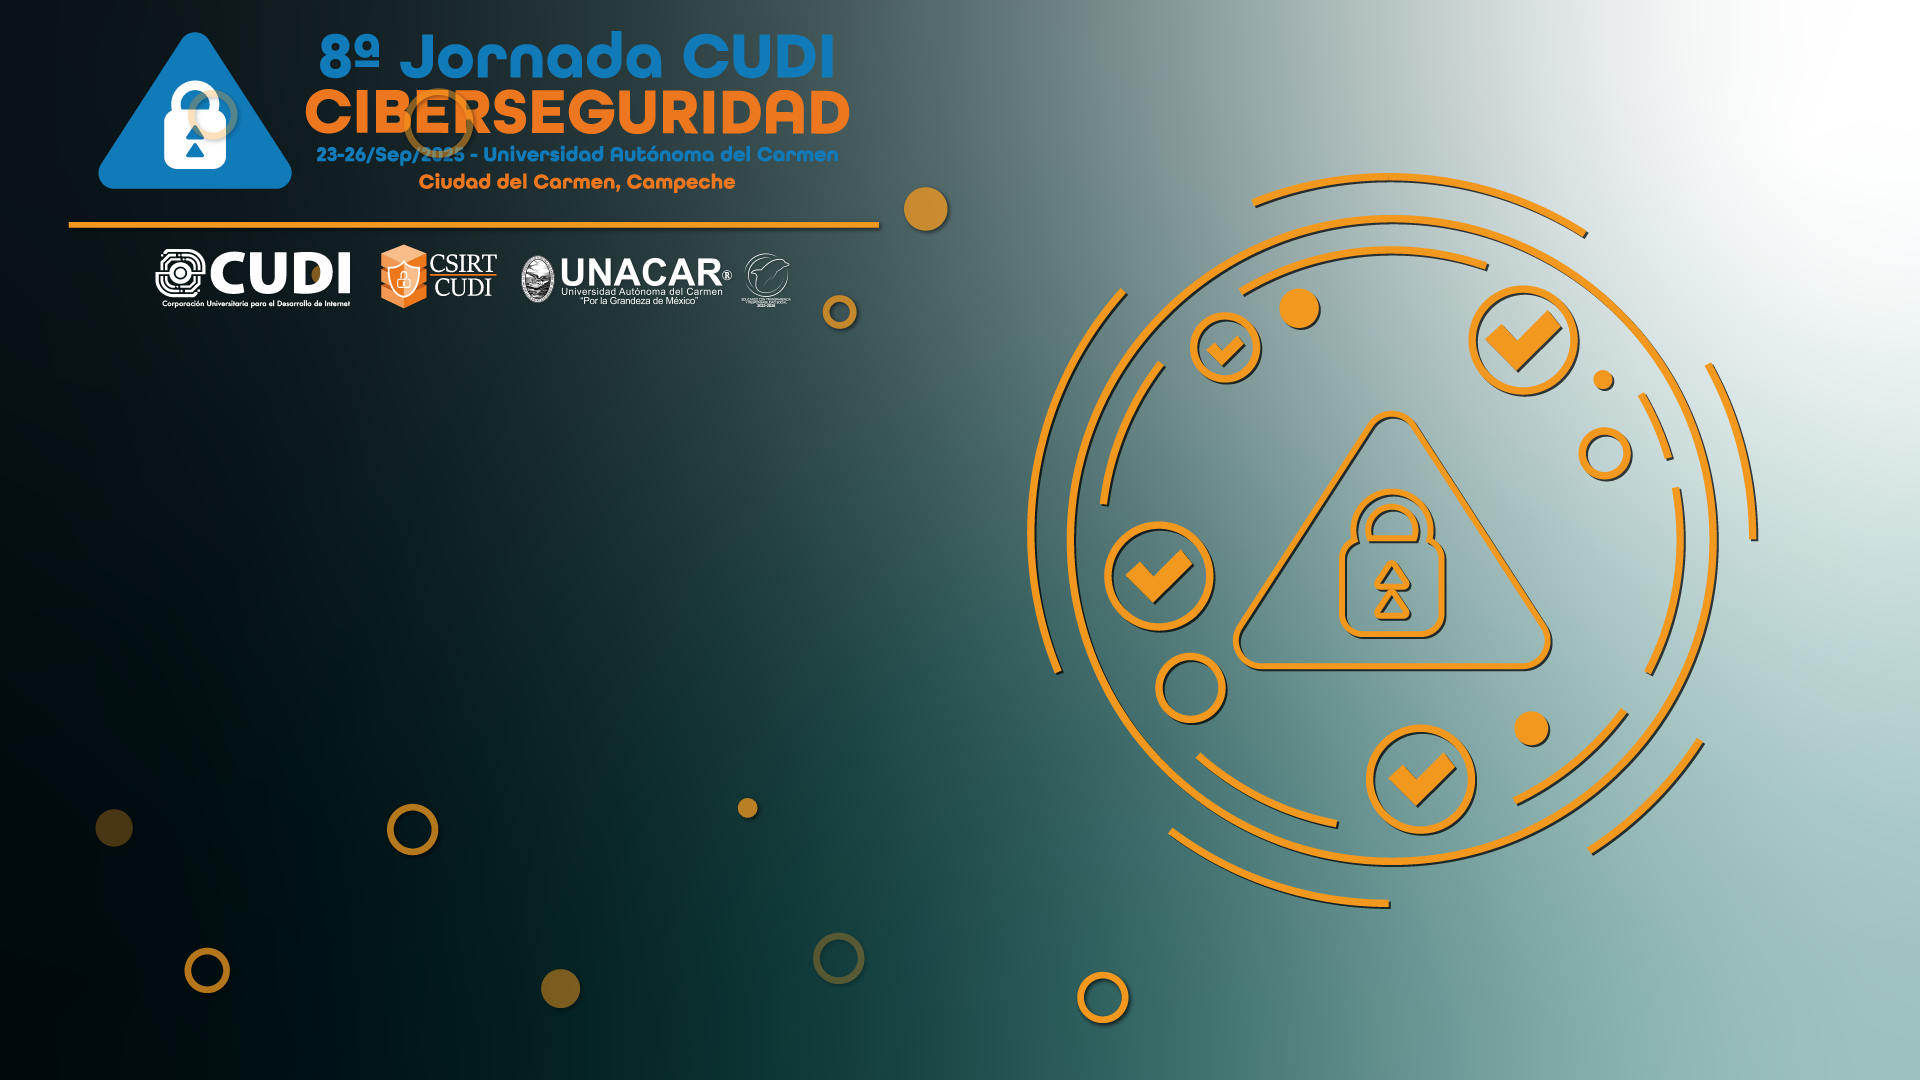 8ª Jornada CUDI
CIBERSEGURIDAD
23-26/Sep/2025 - Universidad Autónoma del Carmen
Ciudad del Carmen, Campeche
CUDI
Corporación Universitaria para el Desarrollo de Internet
CSIRT
CUDI
UNACAR®
Universidad Autónoma del Carmen
"Por la Grandeza de México"